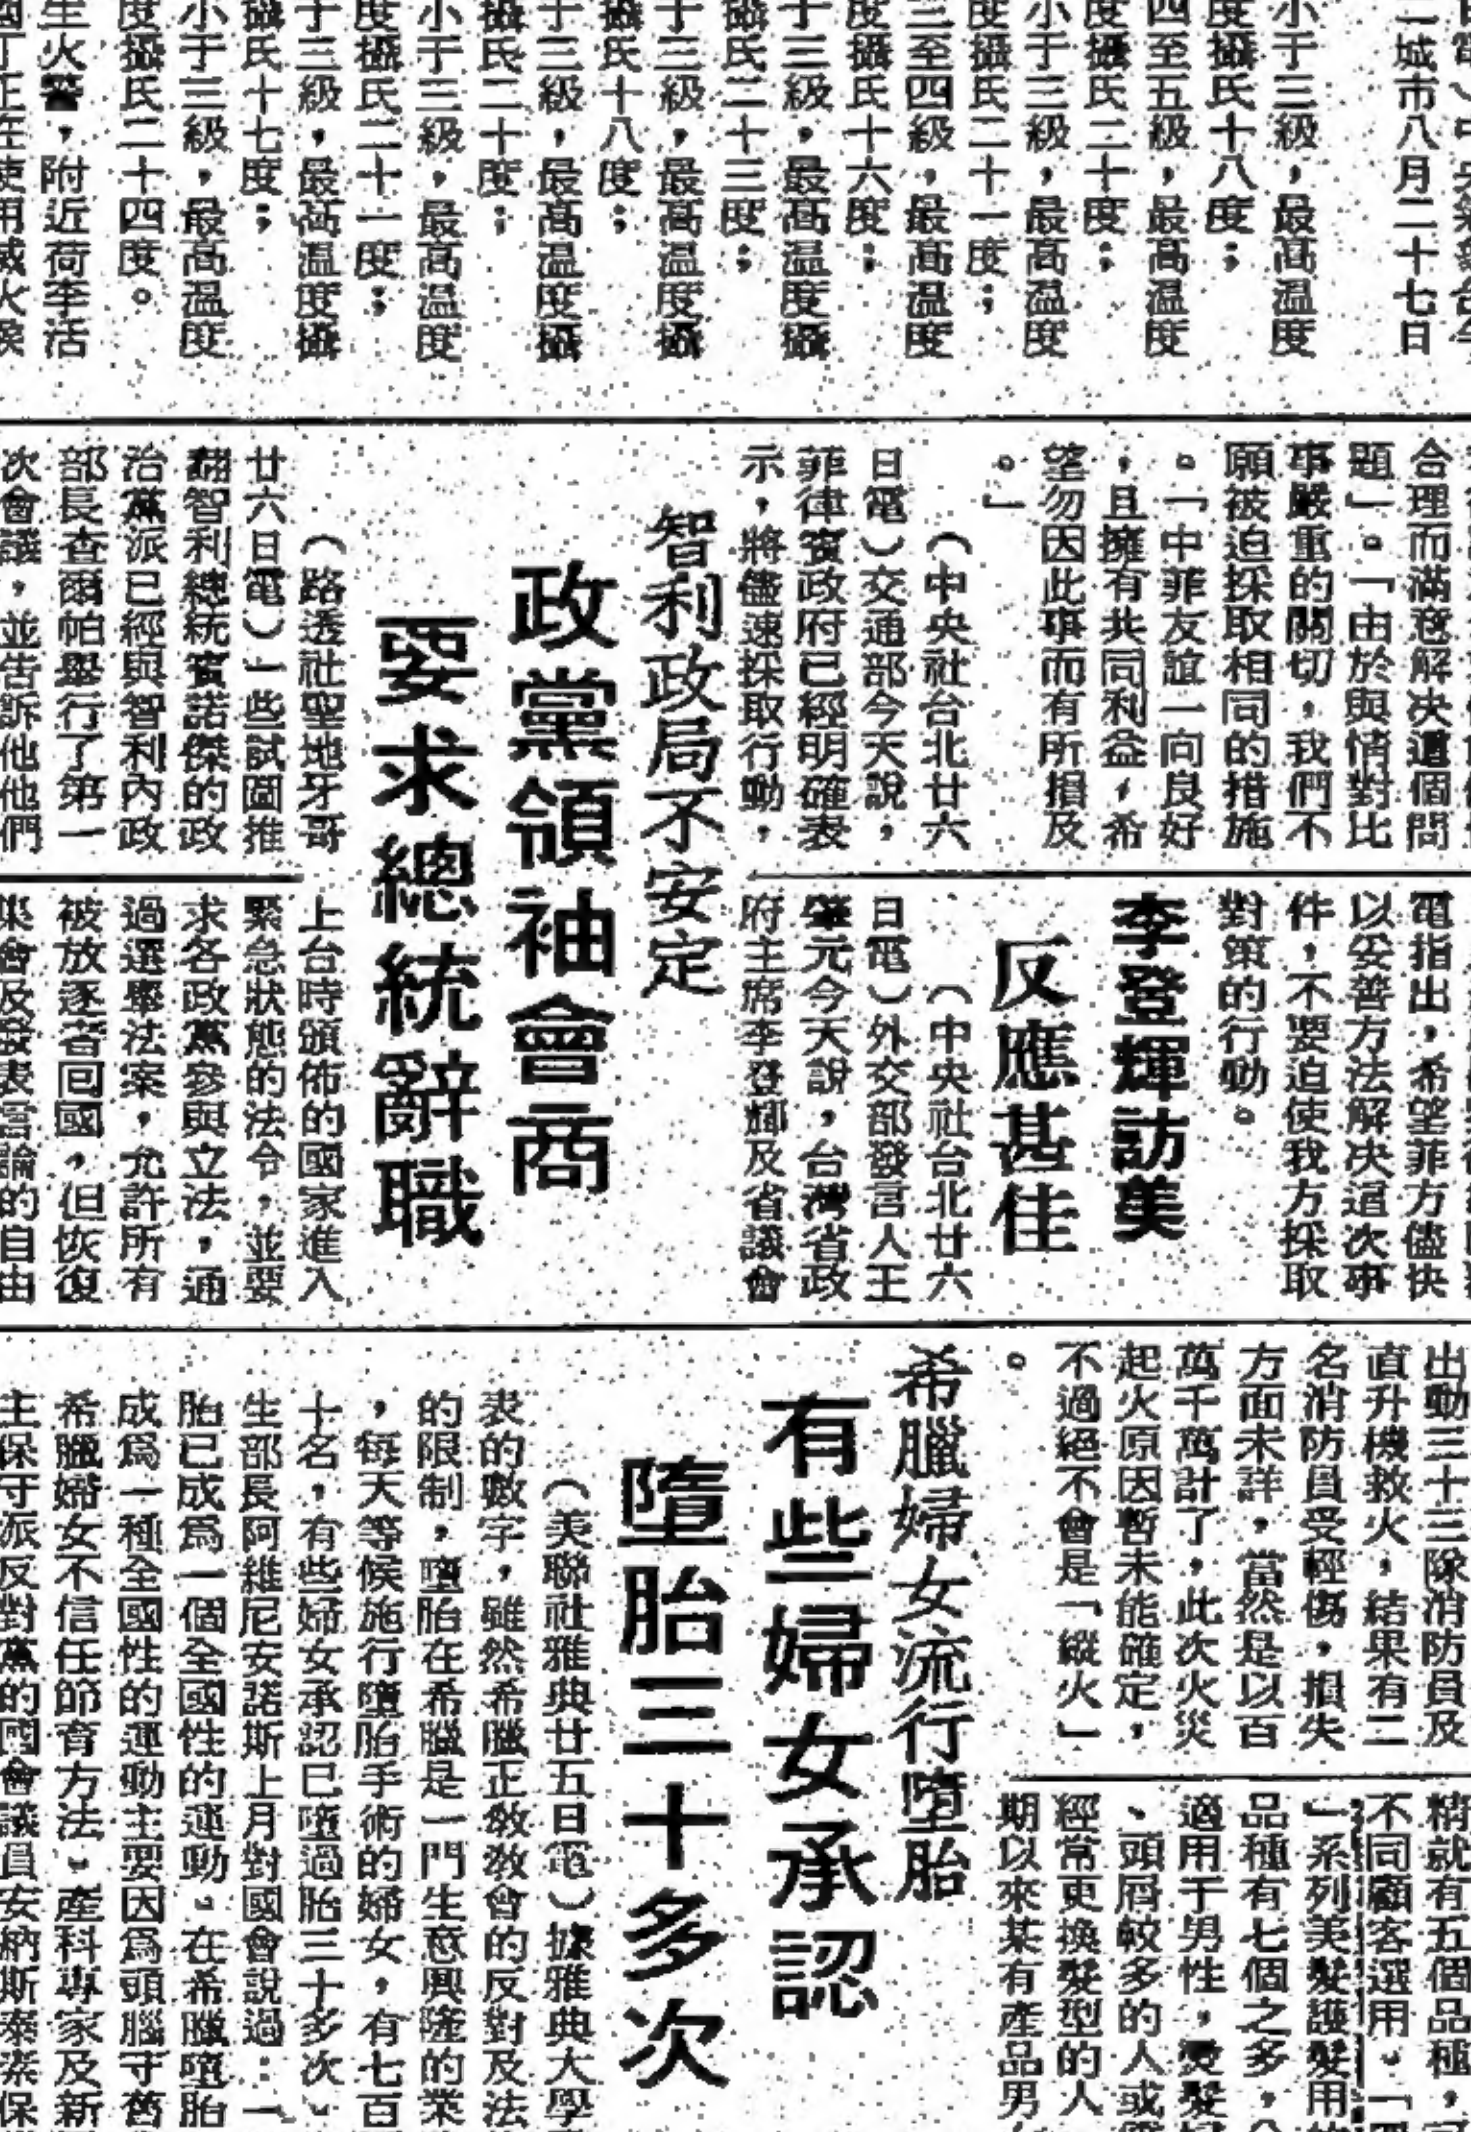 二城市八月二十七日
小于三級，最高溫度
度攝氏十八度；
四至五級，最高溫度
度攝氏二十度；
小于三級，最高溫度
度攝氏二十一度；
三至四級，最高溫度
度攝氏十六度；
于三級，最高溫度攝
攝氏二十三度；
于三級，最高溫度攝
氏十八度；
于三級，最高溫度攝
攝氏二十度；
小于三級，最高溫度
度攝氏二十一度；
于三級，最高溫度攝
氏十七度；
小于三級，最高溫度
度攝氏二十四度。
生火警，附近荷李活
合理而滿意解決這個問
題」。「由於與情對比
事嚴重的關切，我們不
願被迫採取相同的措施
。「中菲友誼一向良好
，且擁有共同利益，希
望勿因此事而有所損及
。」
（中央社台北廿六
日電）交通部今天說，
菲律賓政府已經明確表
示，將儘速採取行動，
電指出，希望菲方儘快
以妥善方法解决這次事
件，不要迫使我方採取
對策的行動。
李登輝訪美
反應甚佳
（中央社台北廿六
日電）外交部發言人王
肇元今天說，台灣省政
府主席李登輝及省議會
智利政局不安定
政黨領袖會商
要求總統辭職
（路透社聖地牙哥
廿六日電）一些試圖推
翻智利總統賓諾傑的政
治黨派已經與智利內政
部長查爾帕舉行了第一
次會議，並告訴他他們
上台時頒佈的國家進入
緊急狀態的法令，並要
求各政黨參與立法，通
過選舉法案，允許所有
被放逐者回國，但恢復
集會及發表言論的自由
出動三十三隊消防員及
直升機救火，結果有二
名消防員受輕傷，損失
方面未詳，當然是以百
萬千萬計了，此次火災
起火原因暫未能確定，
不過絕不會是「縱火」
。
精就有五個品種，
不同顧客選用。「
」系列美髮護髮用
品種有七個之多，
適用于男性，燙髮
、頭屑較多的人或
經常更換髮型的人
期以來某有產品男
希臘婦女流行墮胎
有些婦女承認
墮胎三十多次
（美聯社雅典廿五日電）據雅典大學
表的數字，雖然希臘正敎敎會的反對及法
的限制，墮胎在希臘是一門生意興隆的業
，每天等候施行墮胎手術的婦女，有七百
十名，有些婦女承認已墮過胎三十多次。
生部長阿維尼安諾斯上月對國會說過：一
胎已成爲一個全國性的運動。在希臘墮胎
成爲一種全國性的運動主要因爲頭腦守舊
希臘婦女不信任節育方法。產科專家及新
主保守派反對黨的國會議員安納斯泰素保